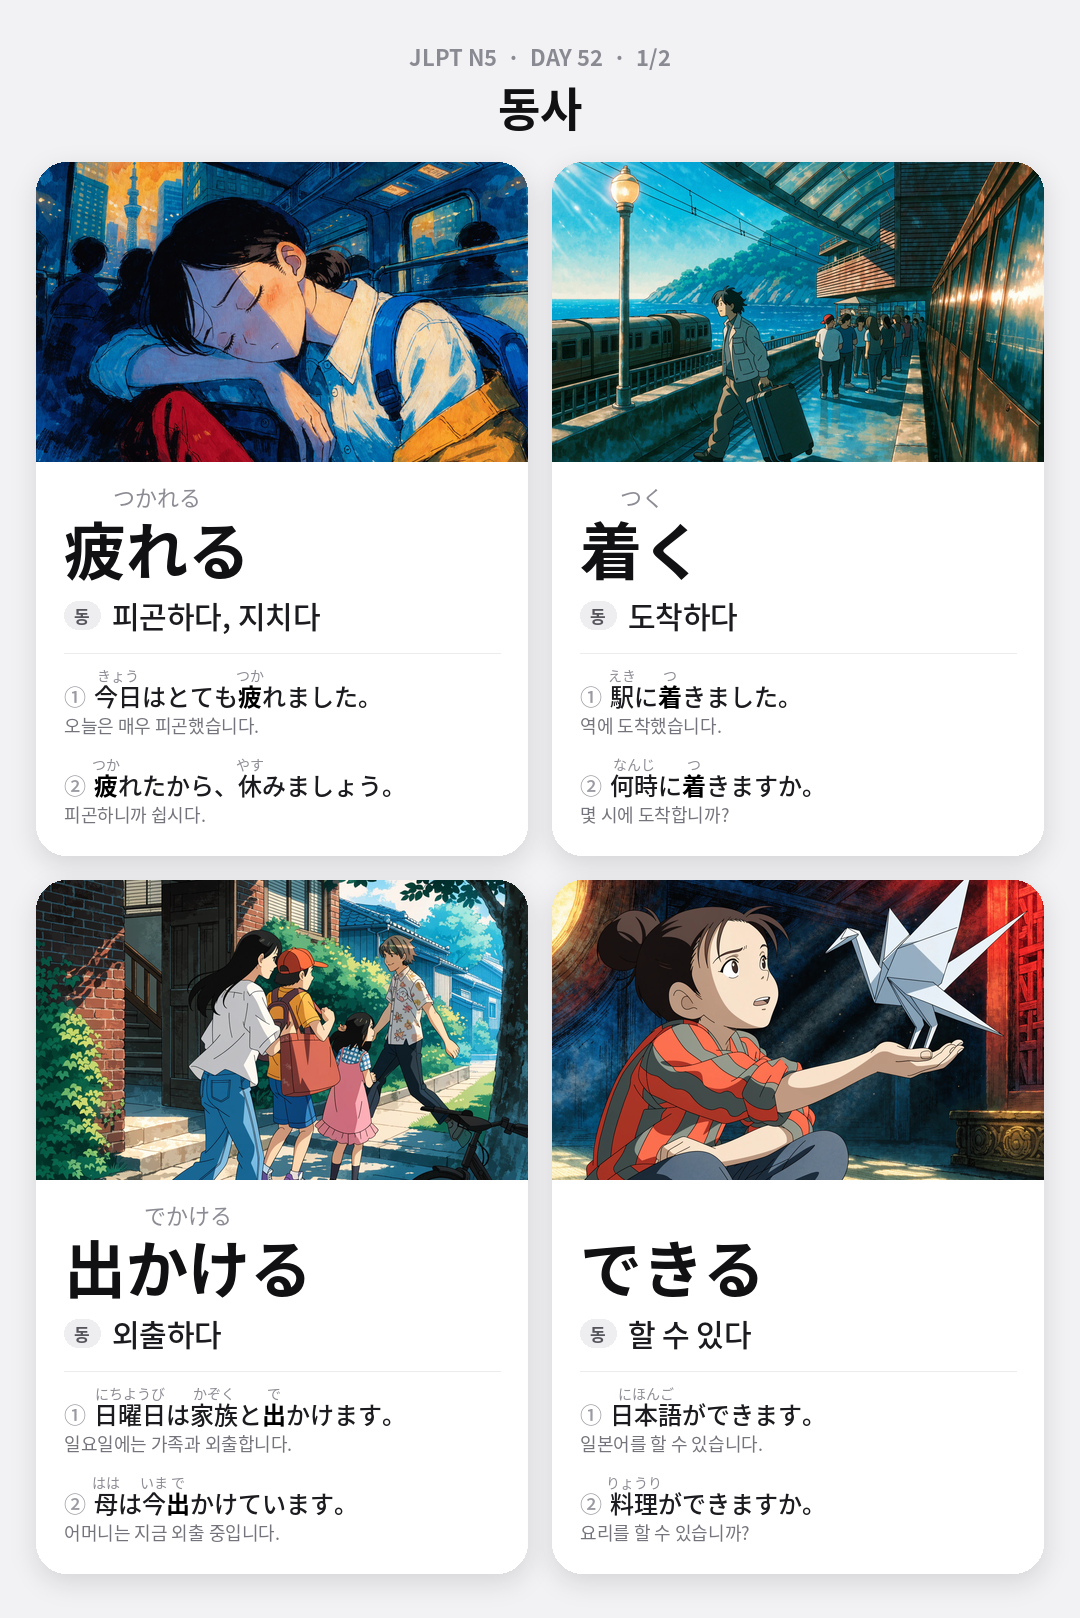 JLPT N5 · DAY 52 · 1/2
동사
つかれる
疲れる
동 피곤하다, 지치다
きょう つか
① 今日はとても疲れました。
오늘은 매우 피곤했습니다.
つか やす
② 疲れたから、休みましょう。
피곤하니까 쉽시다.
つく
着く
동 도착하다
えき つ
① 駅に着きました。
역에 도착했습니다.
なんじ つ
② 何時に着きますか。
몇 시에 도착합니까?
でかける
出かける
동 외출하다
にちようび かぞく で
① 日曜日は家族と出かけます。
일요일에는 가족과 외출합니다.
はは いま で
② 母は今出かけています。
어머니는 지금 외출 중입니다.
できる
동 할 수 있다
にほんご
① 日本語ができます。
일본어를 할 수 있습니다.
りょうり
② 料理ができますか。
요리를 할 수 있습니까?